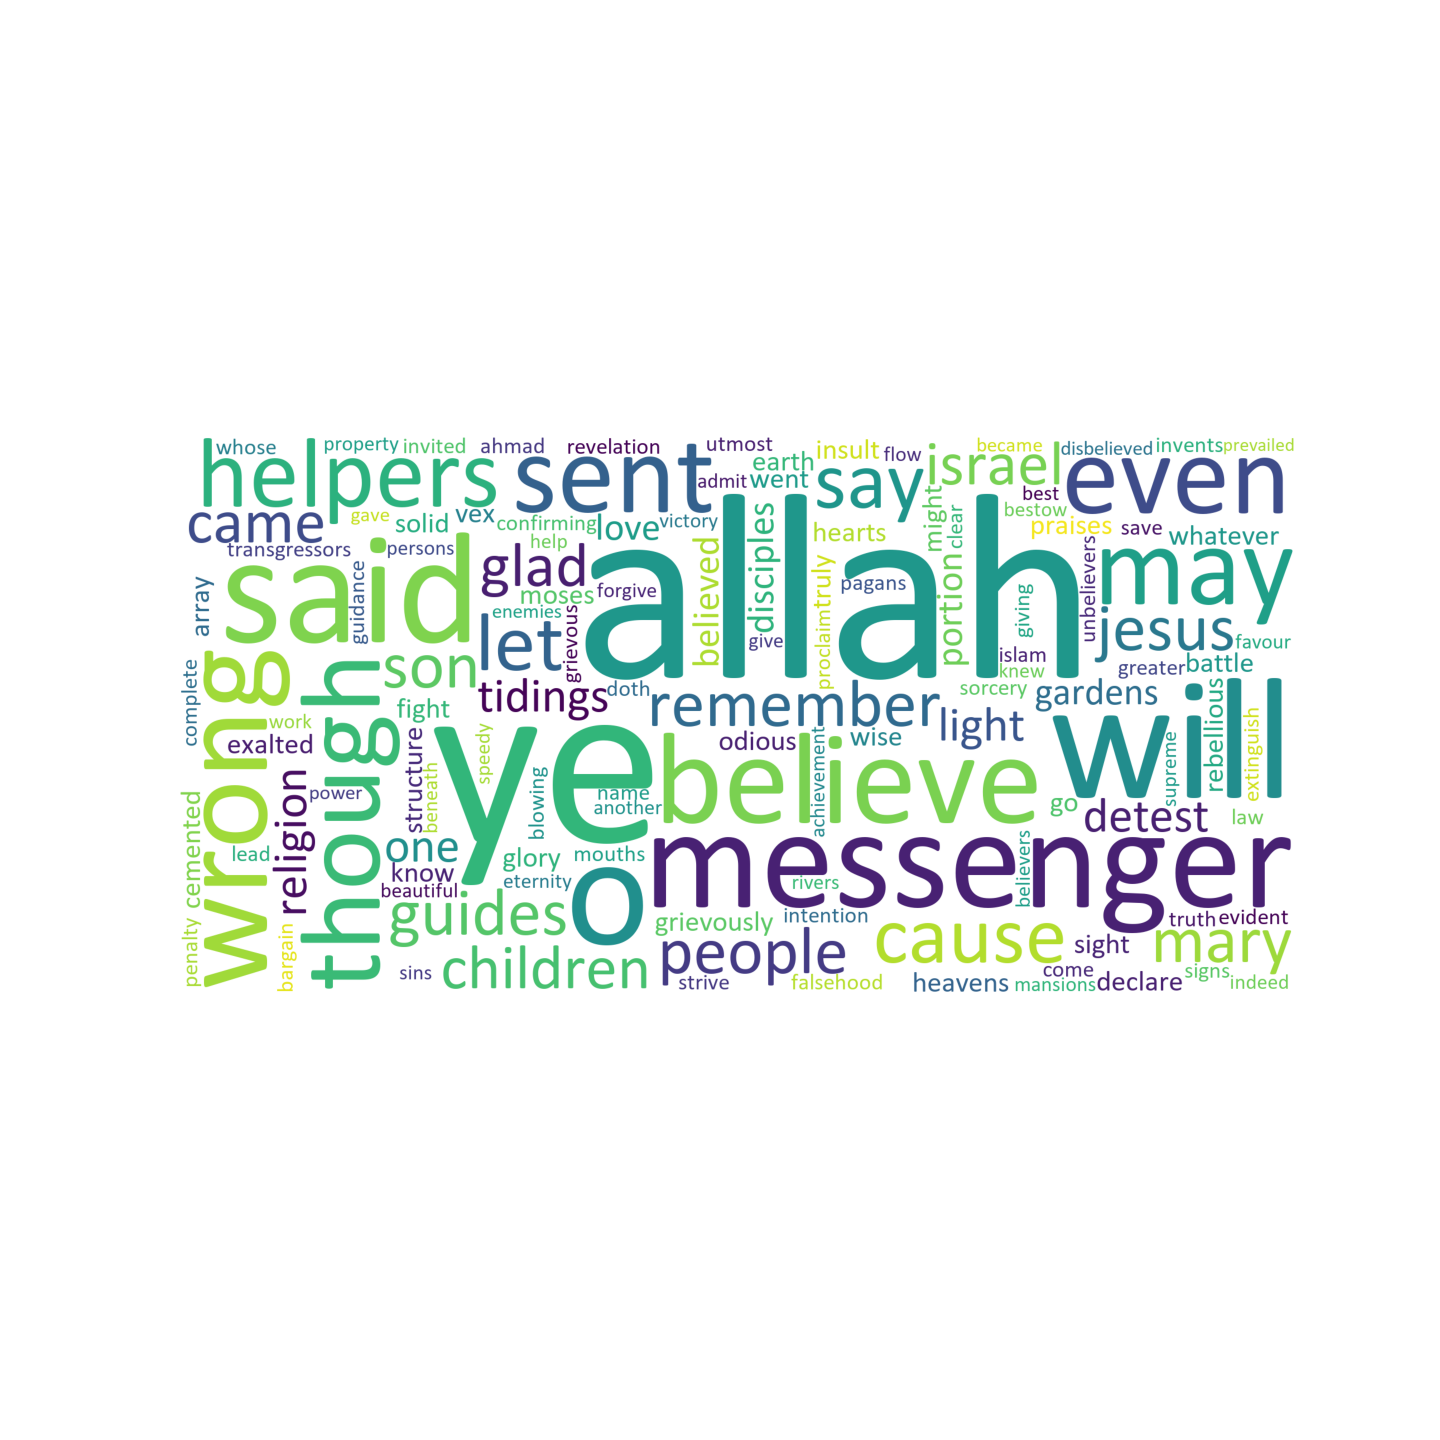 whose
property
invited
ahmad
revelation
utmost
insult
flow
became
disbelieved
invents
prevailed
helpers
sent
admit
went
earth
say
israel
best
even
came
gave
solid
vex
confirming
love
victory
hearts
might
clear
bestow
praises
save
whatever
transgressors
persons
help
said
glad
allah
may
array
guidance
moses
forgive
enemies
grievous
believed
disciples
give
proclaim
truly
pagans
portion
giving
unbelievers
jesus
favour
let
islam
knew
greater
battle
wrong
though
son
tidings
doth
remember
sorcery
gardens
will
complete
work
fight
exalted
light
rebellious
extinguish
supreme
structure
beneath
speedy
ye
odious
achievement
wise
believe
power
blowing
name
another
go
detest
law
penalty
cemented
lead
religion
one
know
beautiful
glory
eternity
mouths
o
messenger
rivers
believers
guides
grievously
intention
cause
truth
evident
bargain
sins
children
people
strive
falsehood
sight
mary
heavens
come
mansions
declare
signs
indeed